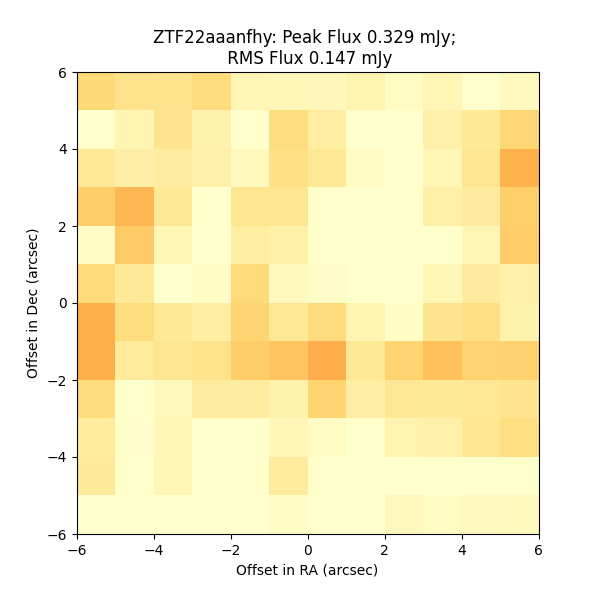 ZTF22aaanfhy: Peak Flux 0.329 mJy;
RMS Flux 0.147 mJy
6
4
2
0
−2
−4
−6
Offset in Dec (arcsec)
−6 −4 −2 0 2 4 6
Offset in RA (arcsec)